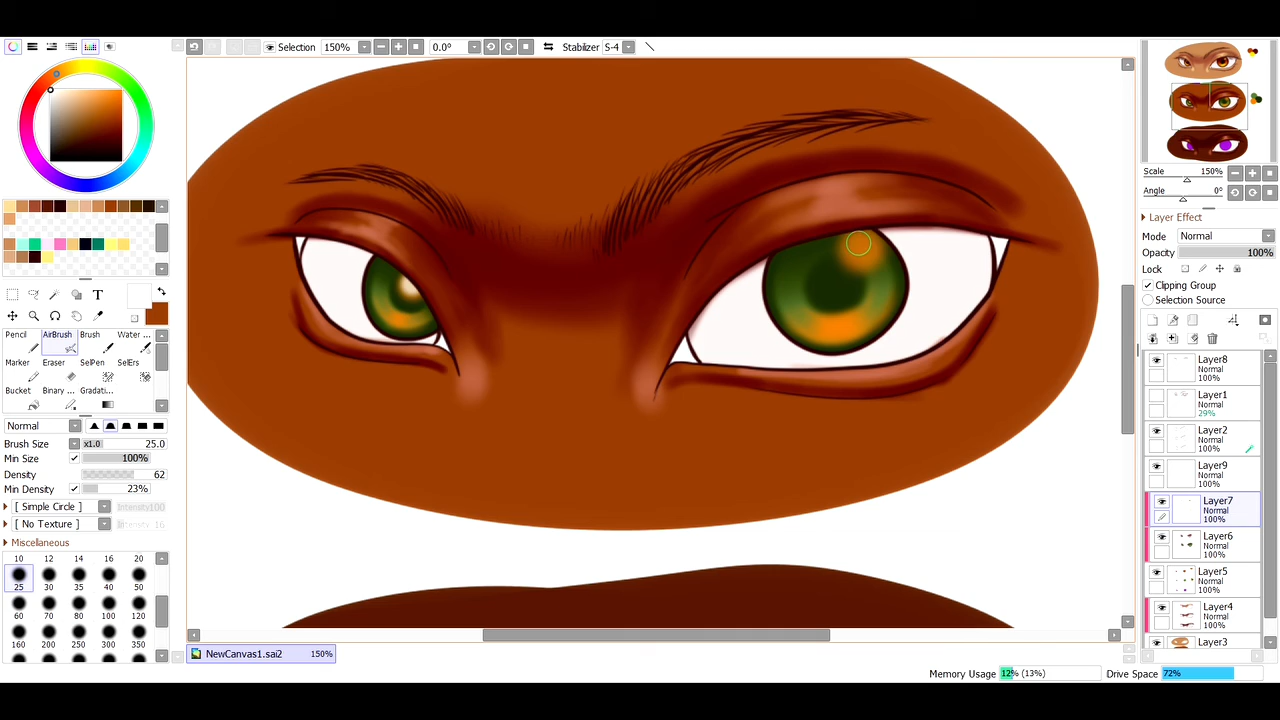 Selection 150% 0.0° Stabilizer S-4
Scale 150%
Angle 0°
Layer Effect
Mode Normal
Opacity 100%
Lock
Clipping Group
Selection Source
T
Pencil AirBrush Brush Water ...
Marker Eraser SelPen SelErs
Bucket Binary ... Gradati...
Normal
Brush Size x1.0 25.0
Min Size 100%
Density 62
Min Density 23%
[ Simple Circle ] Intensity 100
[ No Texture ] Intensity 16
Miscellaneous
10 12 14 16 20
25 30 35 40 50
60 70 80 100 120
160 200 250 300 350
Layer8
Normal
100%
Layer1
Normal
29%
Layer2
Normal
100%
Layer9
Normal
100%
Layer7
Normal
100%
Layer6
Normal
100%
Layer5
Normal
100%
Layer4
Normal
100%
Layer3
NewCanvas1.sai2 150%
Memory Usage 12% (13%) Drive Space 72%